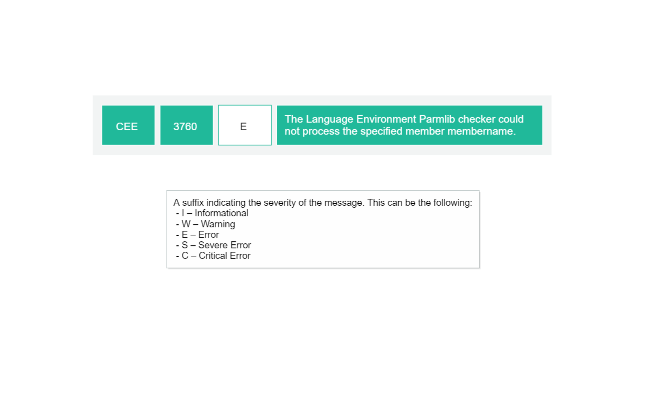 CEE 3760 E The Language Environment Parmlib checker could
not process the specified member membername.
A suffix indicating the severity of the message. This can be the following:
- I – Informational
- W – Warning
- E – Error
- S – Severe Error
- C – Critical Error